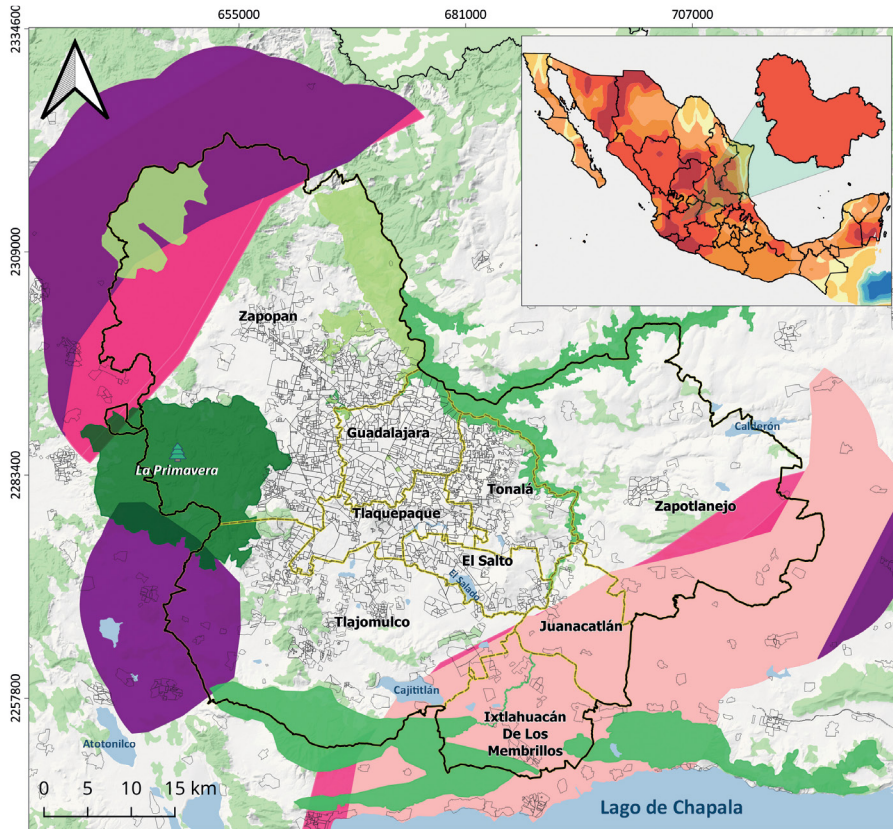 655000
681000
707000
2334600
2309000
2283400
2257800
Zapopan
Guadalajara
Calderón
La Primavera
Tonalá
Tlaquepaque
Zapotlanejo
El Salto
El Salado
Tlajomulco
Juanacatlán
Cajititlán
Ixtlahuacán
De Los
Membrillos
Atotonilco
0 5 10 15 km
Lago de Chapala